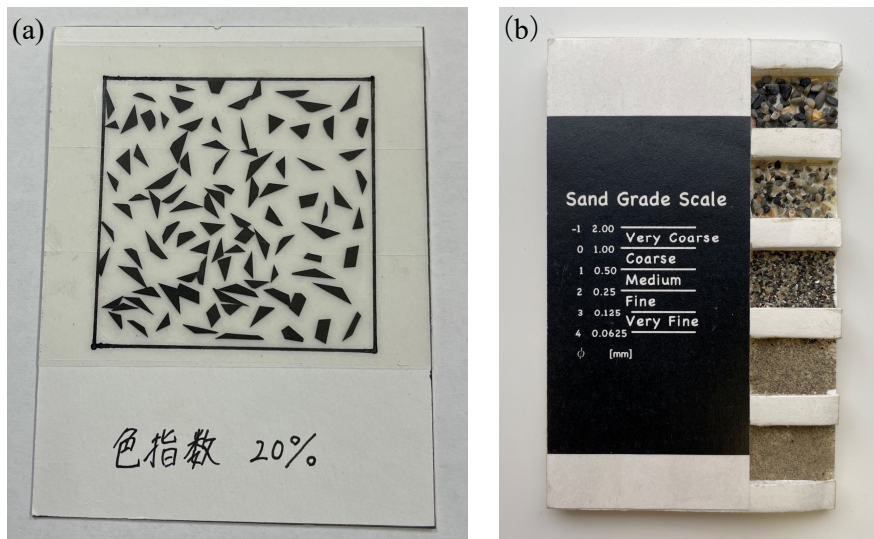 (a)
色指数 20%
(b)
Sand Grade Scale
-1 2.00
Very Coarse
0 1.00
Coarse
1 0.50
Medium
2 0.25
Fine
3 0.125
Very Fine
4 0.0625
ϕ [mm]